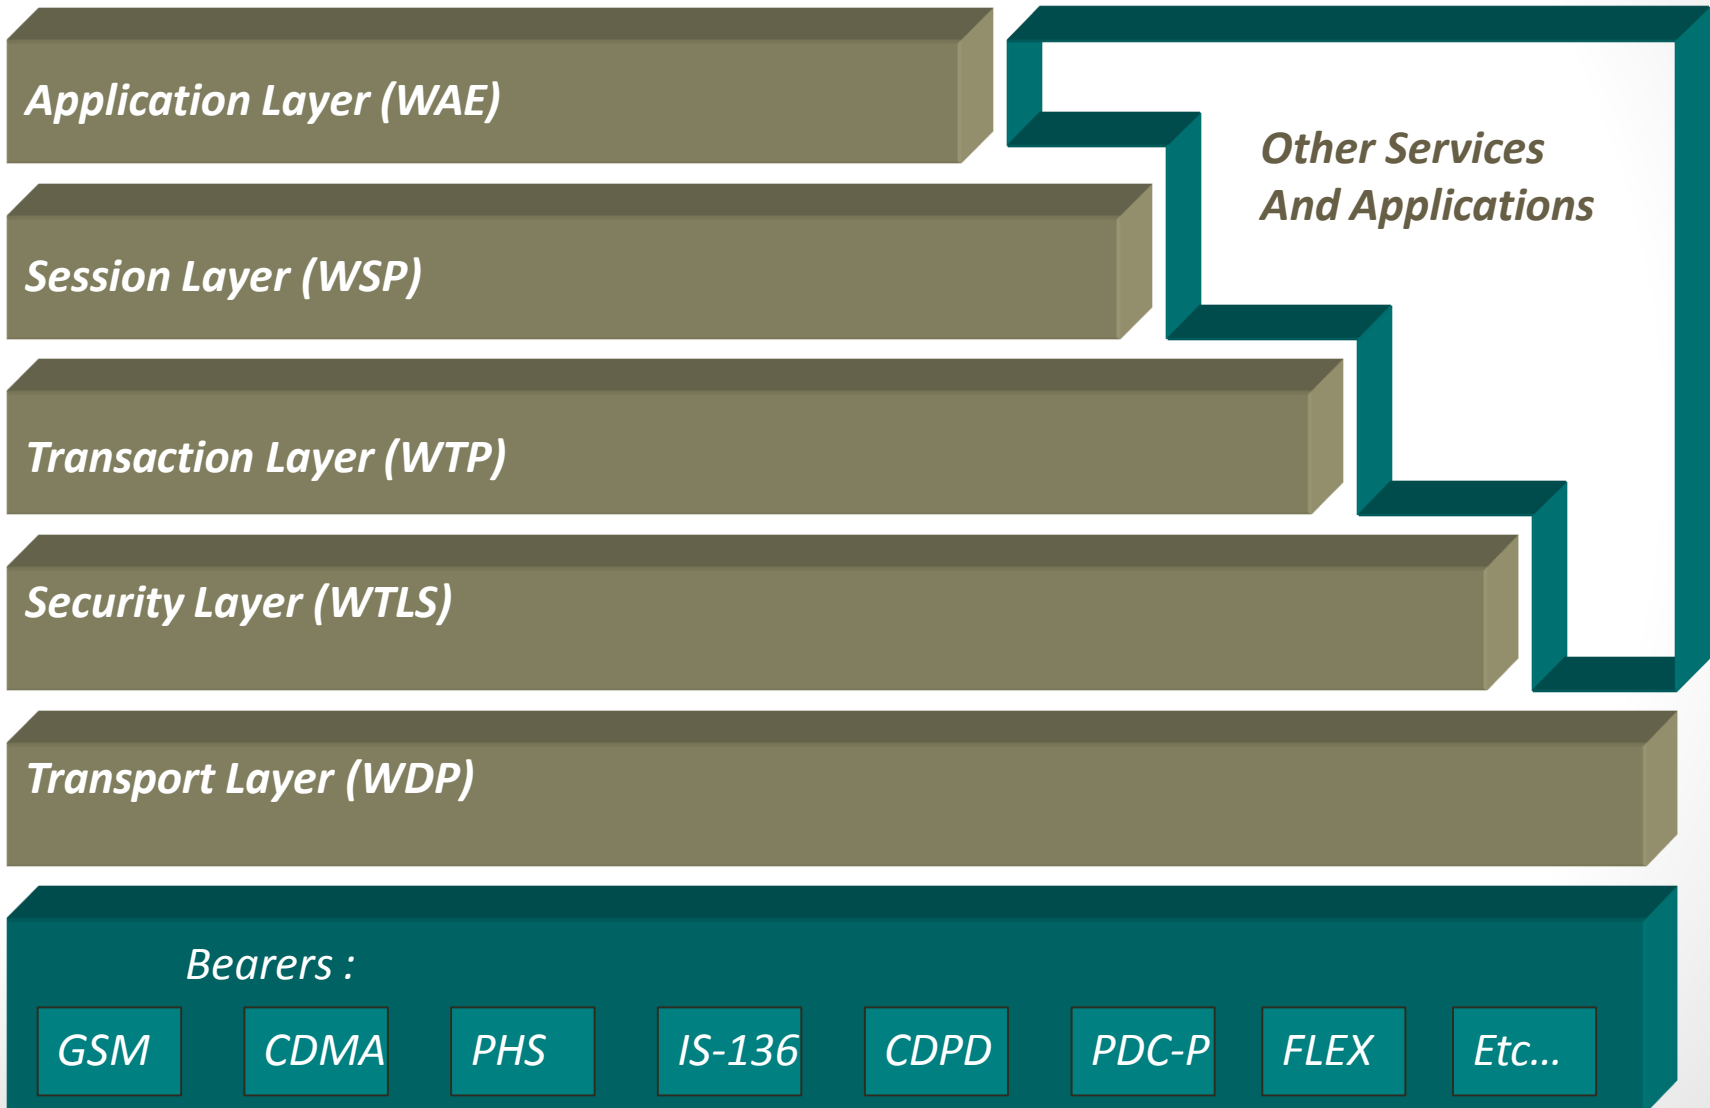 Application Layer (WAE)
Other Services
And Applications
Session Layer (WSP)
Transaction Layer (WTP)
Security Layer (WTLS)
Transport Layer (WDP)
Bearers :
GSM CDMA PHS IS-136 CDPD PDC-P FLEX Etc...